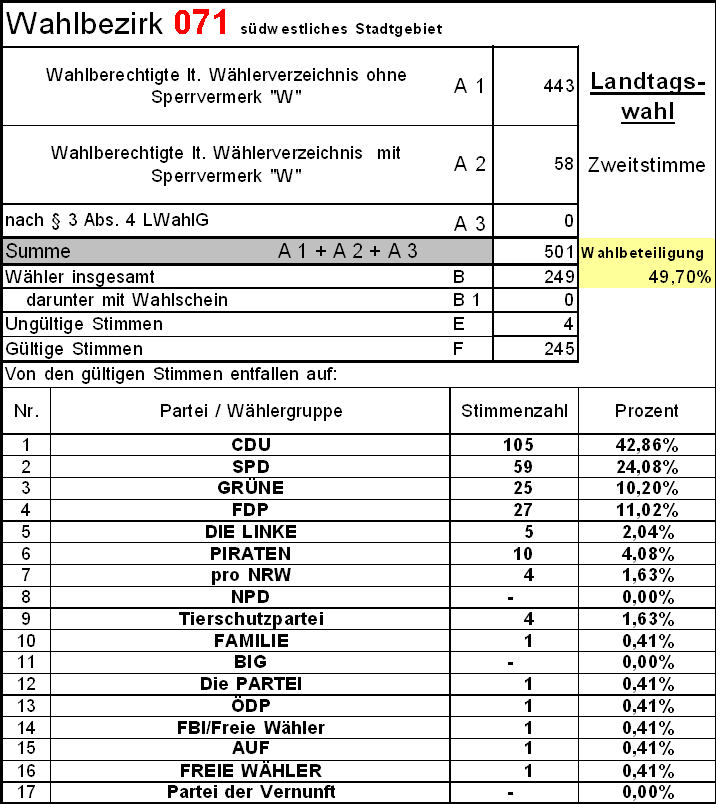 Wahlbezirk 071 südwestliches Stadtgebiet
Wahlberechtigte lt. Wählerverzeichnis ohne
Sperrvermerk "W" A 1 443
Landtags-
wahl
Wahlberechtigte lt. Wählerverzeichnis mit
Sperrvermerk "W" A 2 58
Zweitstimme
nach § 3 Abs. 4 LWahlG A 3 0
Summe A 1 + A 2 + A 3 501 Wahlbeteiligung
Wähler insgesamt B 249 49,70%
darunter mit Wahlschein B 1 0
Ungültige Stimmen E 4
Gültige Stimmen F 245
Von den gültigen Stimmen entfallen auf:
Nr. Partei / Wählergruppe Stimmenzahl Prozent
1 CDU 105 42,86%
2 SPD 59 24,08%
3 GRÜNE 25 10,20%
4 FDP 27 11,02%
5 DIE LINKE 5 2,04%
6 PIRATEN 10 4,08%
7 pro NRW 4 1,63%
8 NPD - 0,00%
9 Tierschutzpartei 4 1,63%
10 FAMILIE 1 0,41%
11 BIG - 0,00%
12 Die PARTEI 1 0,41%
13 ÖDP 1 0,41%
14 FBI/Freie Wähler 1 0,41%
15 AUF 1 0,41%
16 FREIE WÄHLER 1 0,41%
17 Partei der Vernunft - 0,00%